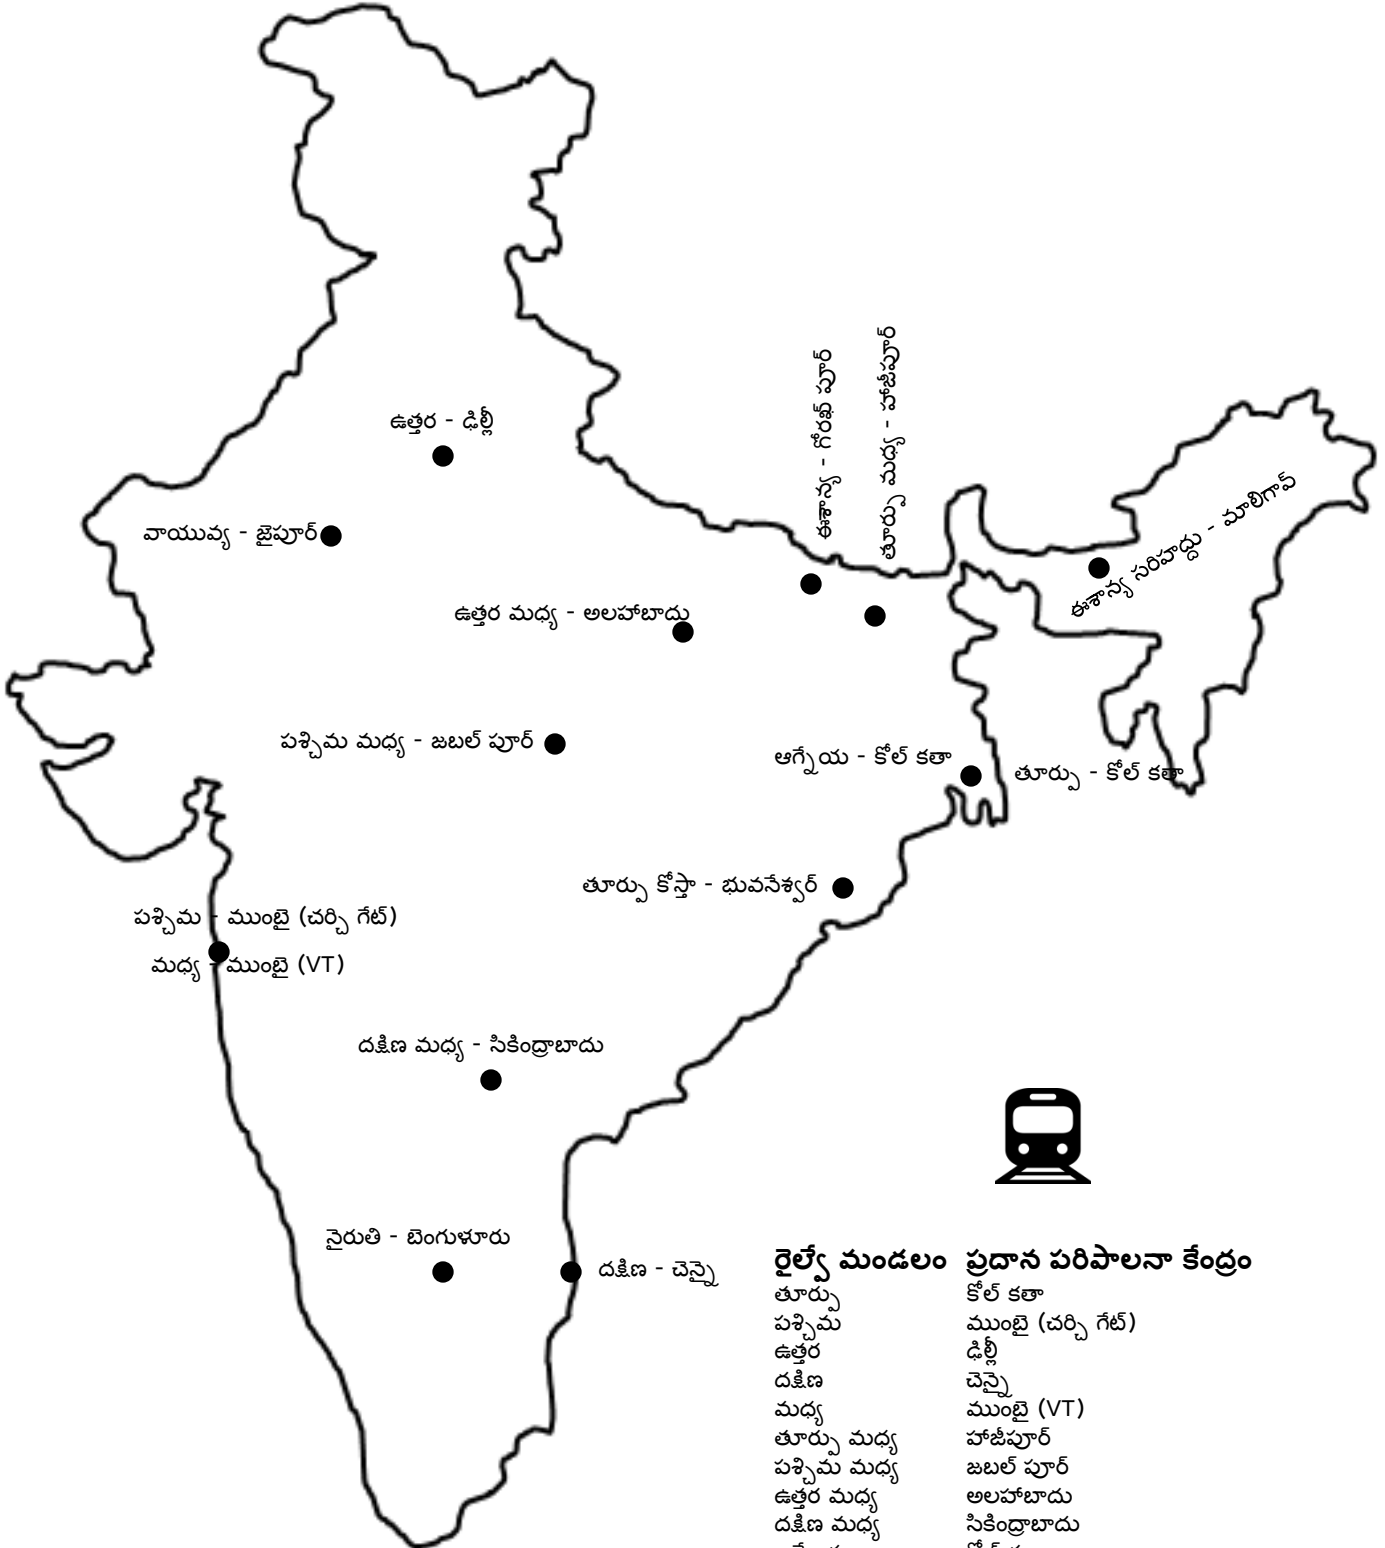 ఈశాన్య - గోరఖ్ పూర్
తూర్పు మధ్య - హాజీపూర్
ఉత్తర - ఢిల్లీ
వాయువ్య - జైపూర్
ఈశాన్య సరిహద్దు - మాలిగావ్
ఉత్తర మధ్య - అలహాబాదు
పశ్చిమ మధ్య - జబల్ పూర్
ఆగ్నేయ - కోల్ కతా
తూర్పు - కోల్ కతా
తూర్పు కోస్తా - భువనేశ్వర్
పశ్చిమ - ముంబై (చర్చి గేట్)
మధ్య - ముంబై (VT)
దక్షిణ మధ్య - సికింద్రాబాదు
నైరుతి - బెంగుళూరు
దక్షిణ - చెన్నై
రైల్వే మండలం ప్రదాన పరిపాలనా కేంద్రం
తూర్పు కోల్ కతా
పశ్చిమ ముంబై (చర్చి గేట్)
ఉత్తర ఢిల్లీ
దక్షిణ చెన్నై
మధ్య ముంబై (VT)
తూర్పు మధ్య హాజీపూర్
పశ్చిమ మధ్య జబల్ పూర్
ఉత్తర మధ్య అలహాబాదు
దక్షిణ మధ్య సికింద్రాబాదు